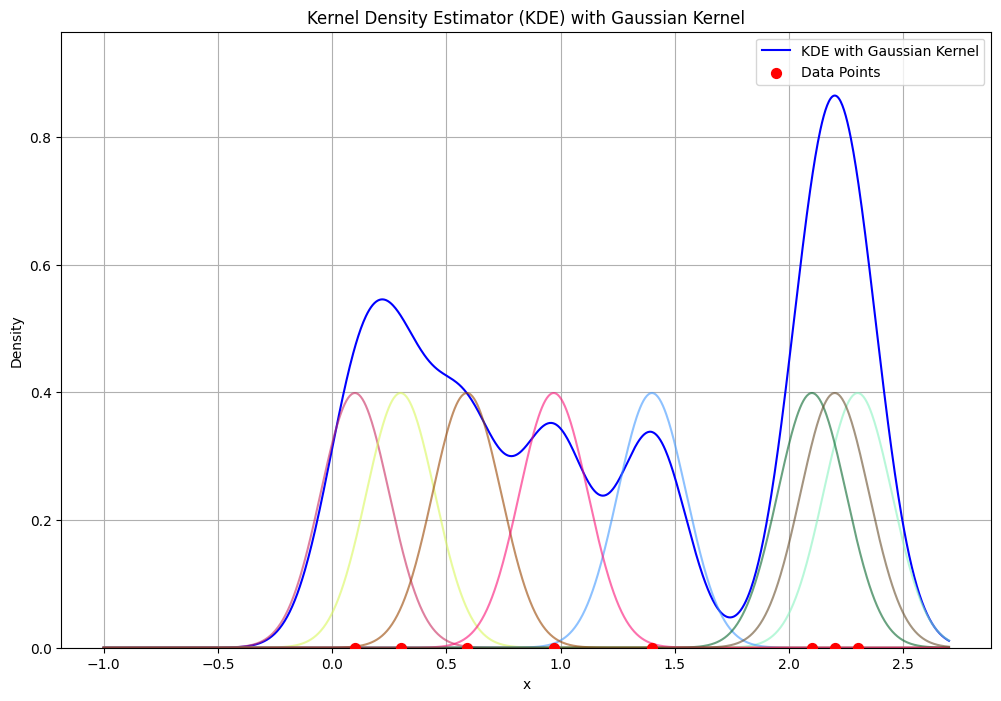 Kernel Density Estimator (KDE) with Gaussian Kernel
KDE with Gaussian Kernel
Data Points
Density
0.8
0.6
0.4
0.2
0.0
−1.0 −0.5 0.0 0.5 1.0 1.5 2.0 2.5
x